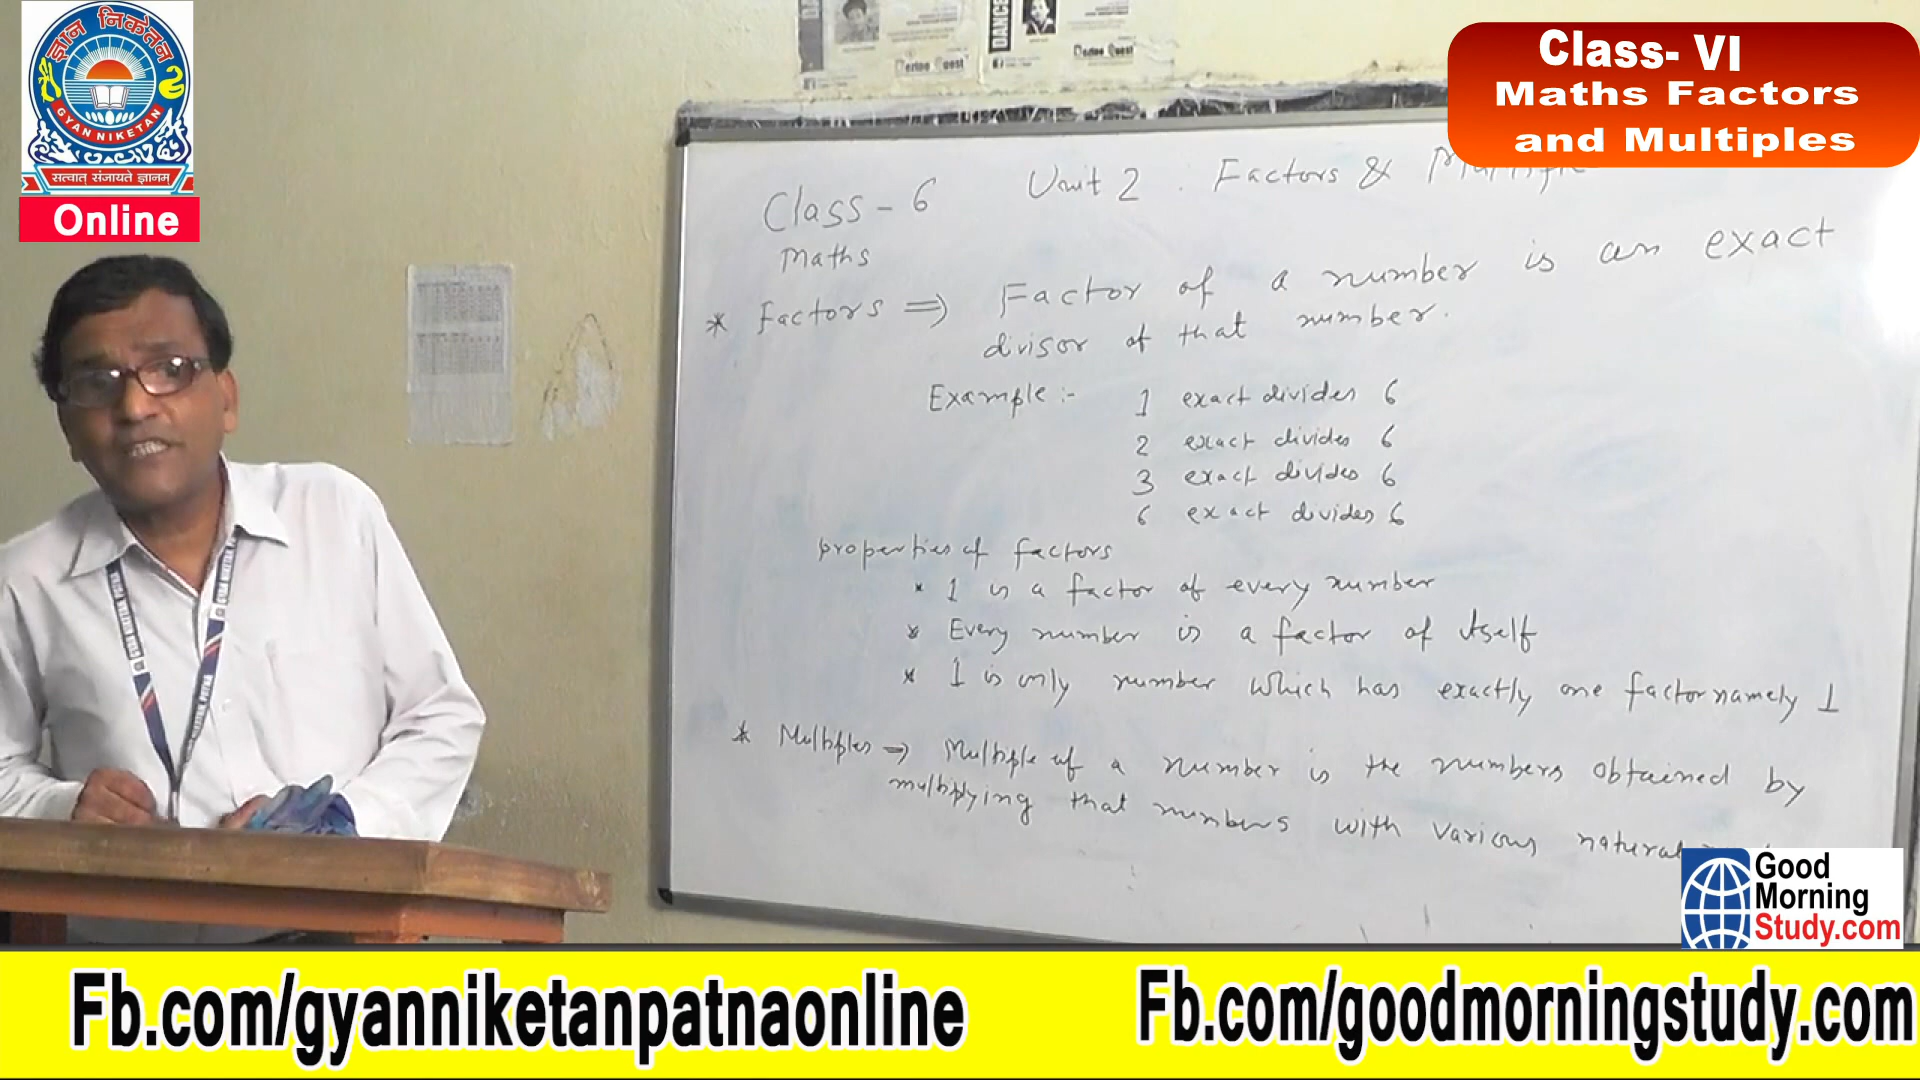 ज्ञान निकेतन
GYAN NIKETAN
सत्वात् संजायते ज्ञानम्
Online
Class- VI
Maths Factors
and Multiples
DANCE
Class - 6 Unit 2 . Factors &
Maths
* Factors ⇒ Factor of a number is an exact
divisor of that number.
Example :- 1 exact divides 6
2 exact divides 6
3 exact divides 6
6 exact divides 6
properties of factors
* 1 is a factor of every number
* Every number is a factor of itself
* 1 is only number which has exactly one factor namely 1
* Multiples ⇒ Multiple of a number is the numbers obtained by
multiplying that numbers with various natural
Good
Morning
Study.com
Fb.com/gyanniketanpatnaonline
Fb.com/goodmorningstudy.com